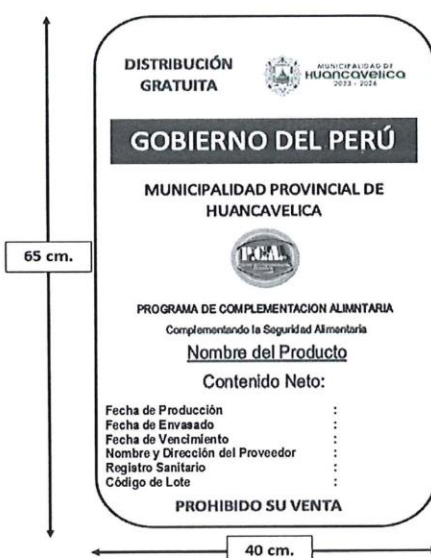 DISTRIBUCIÓN
GRATUITA
MUNICIPALIDAD DE
HUANCAVELICA
2023 - 2026
GOBIERNO DEL PERÚ
MUNICIPALIDAD PROVINCIAL DE
HUANCAVELICA
P.C.A.
65 cm.
PROGRAMA DE COMPLEMENTACION ALIMNTARIA
Complementando la Seguridad Alimentaria
Nombre del Producto
Contenido Neto:
Fecha de Producción :
Fecha de Envasado :
Fecha de Vencimiento :
Nombre y Dirección del Proveedor :
Registro Sanitario :
Código de Lote :
PROHIBIDO SU VENTA
40 cm.